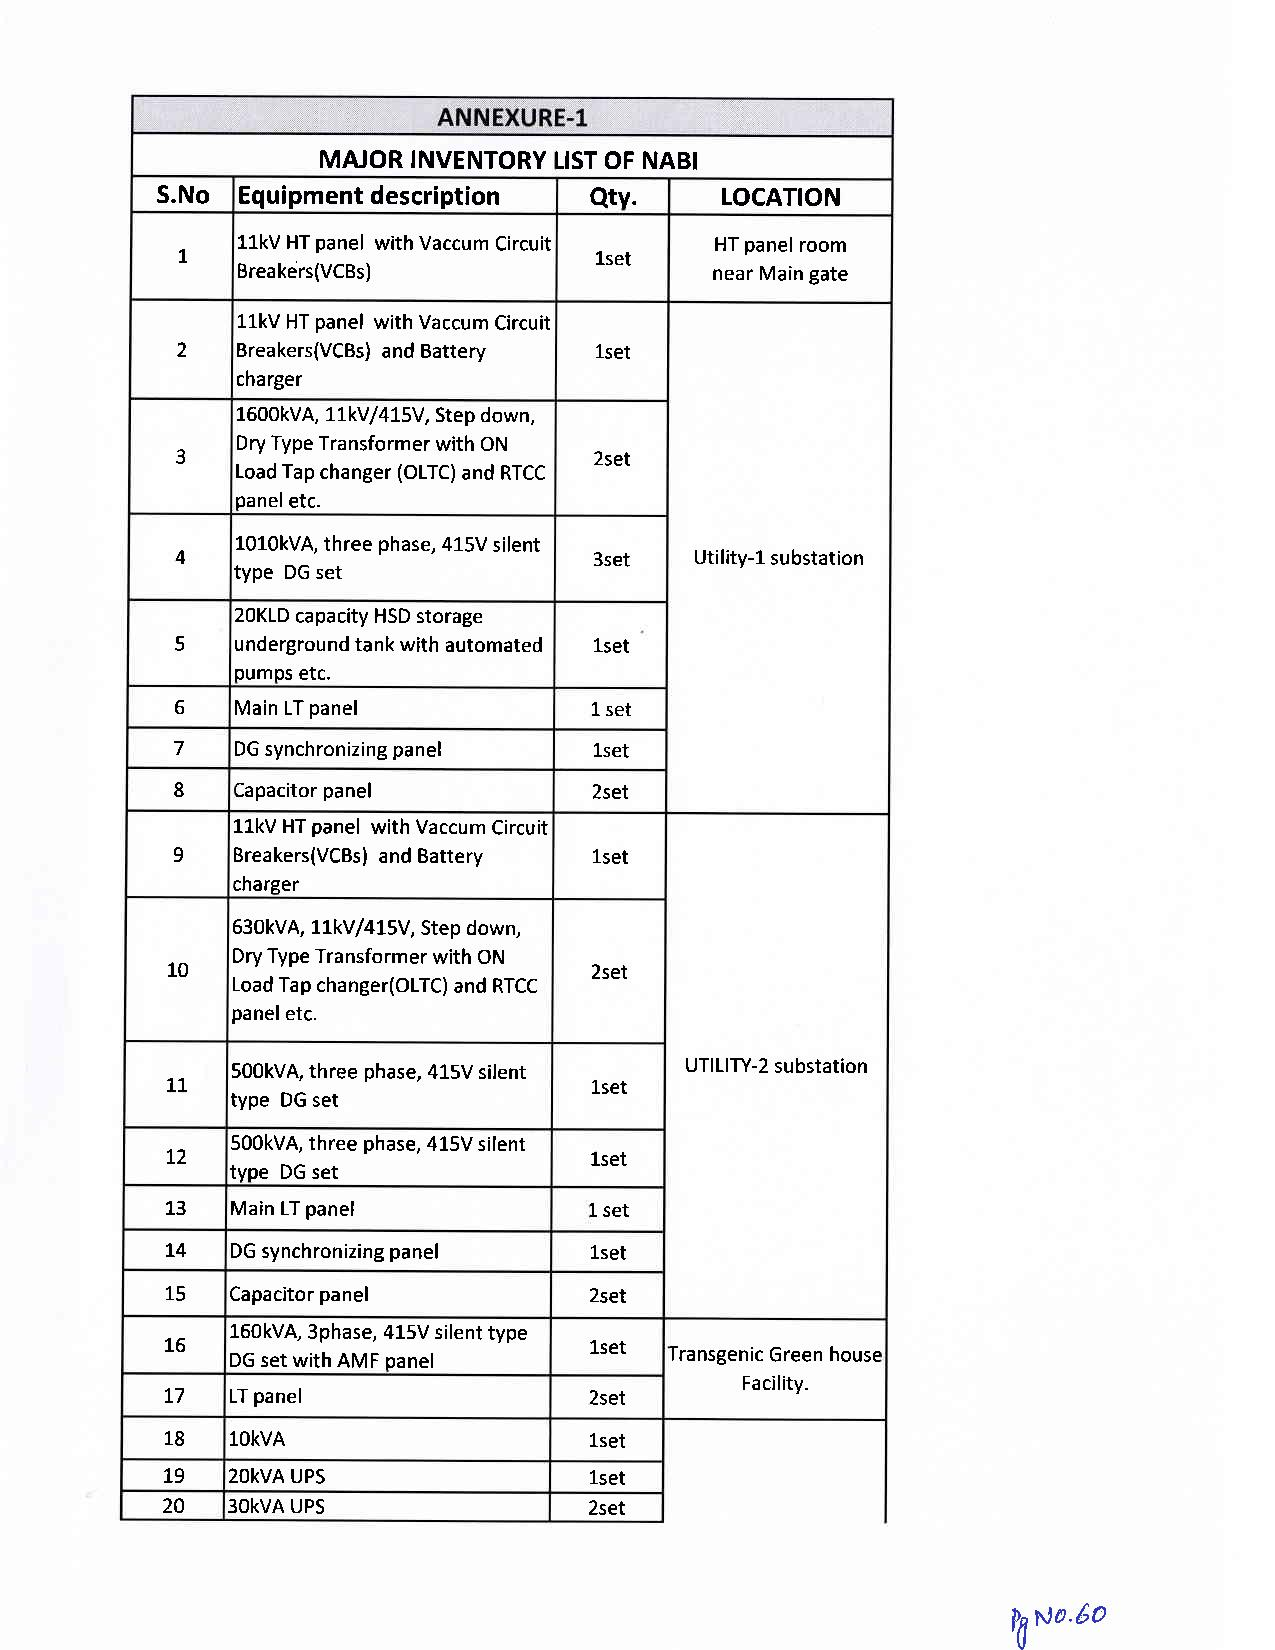 ANNEXURE-1
MAJOR INVENTORY LIST OF NABI
S.No Equipment description Qty. LOCATION
1 11kV HT panel with Vaccum Circuit Breakers(VCBs) 1set HT panel room near Main gate
2 11kV HT panel with Vaccum Circuit Breakers(VCBs) and Battery charger 1set
3 1600kVA, 11kV/415V, Step down, Dry Type Transformer with ON Load Tap changer (OLTC) and RTCC panel etc. 2set
4 1010kVA, three phase, 415V silent type DG set 3set Utility-1 substation
5 20KLD capacity HSD storage underground tank with automated pumps etc. 1set
6 Main LT panel 1 set
7 DG synchronizing panel 1set
8 Capacitor panel 2set
9 11kV HT panel with Vaccum Circuit Breakers(VCBs) and Battery charger 1set
10 630kVA, 11kV/415V, Step down, Dry Type Transformer with ON Load Tap changer(OLTC) and RTCC panel etc. 2set
11 500kVA, three phase, 415V silent type DG set 1set UTILITY-2 substation
12 500kVA, three phase, 415V silent type DG set 1set
13 Main LT panel 1 set
14 DG synchronizing panel 1set
15 Capacitor panel 2set
16 160kVA, 3phase, 415V silent type DG set with AMF panel 1set Transgenic Green house Facility.
17 LT panel 2set
18 10kVA 1set
19 20kVA UPS 1set
20 30kVA UPS 2set
Pg No.60